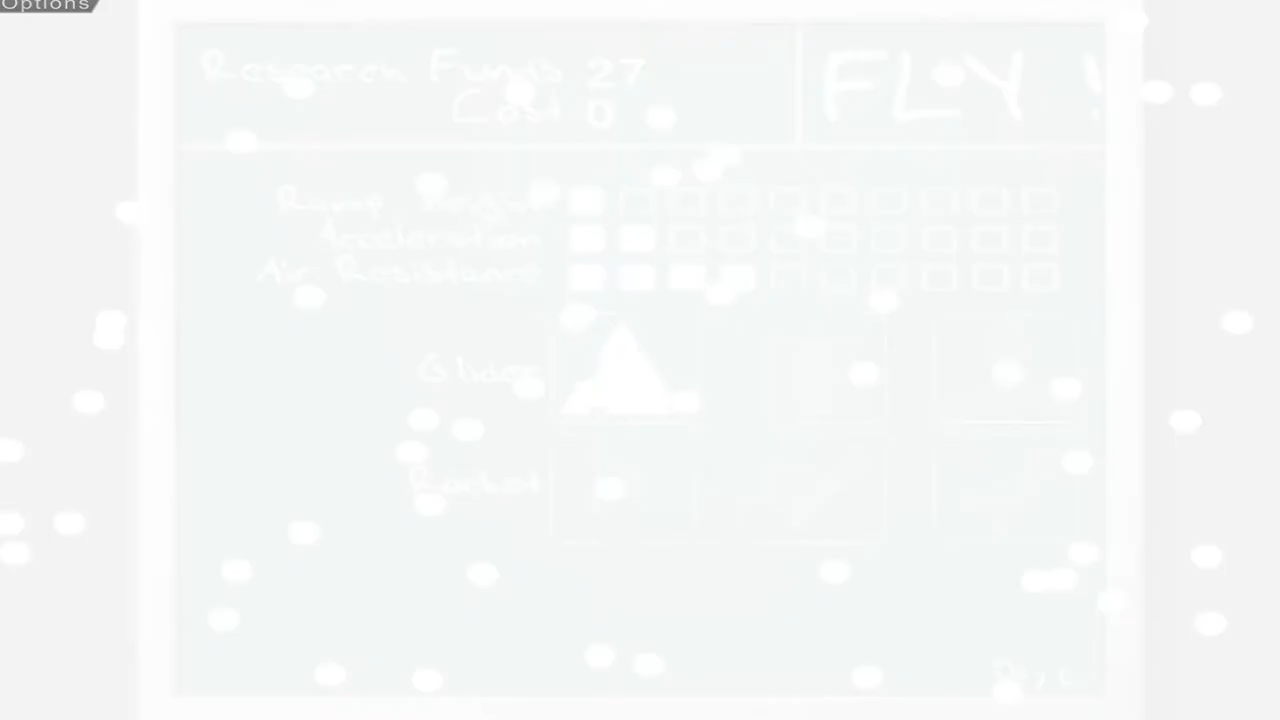 Options
Research Funds 27
Cost 0
FLY !
Ramp Height
Acceleration
Air Resistance
Glider
Rocket